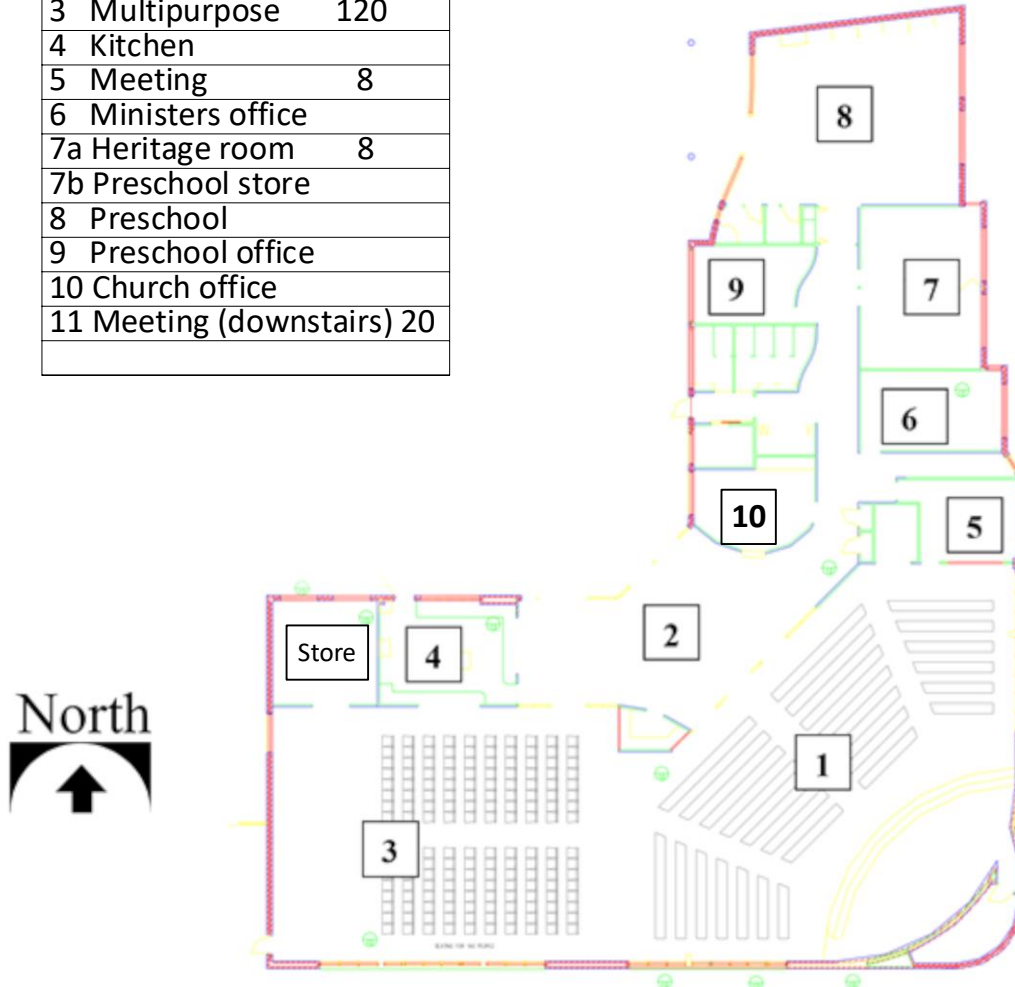 3 Multipurpose 120
4 Kitchen
5 Meeting 8
6 Ministers office
7a Heritage room 8
7b Preschool store
8 Preschool
9 Preschool office
10 Church office
11 Meeting (downstairs) 20
8
9
7
6
10
5
2
Store
4
North
1
3